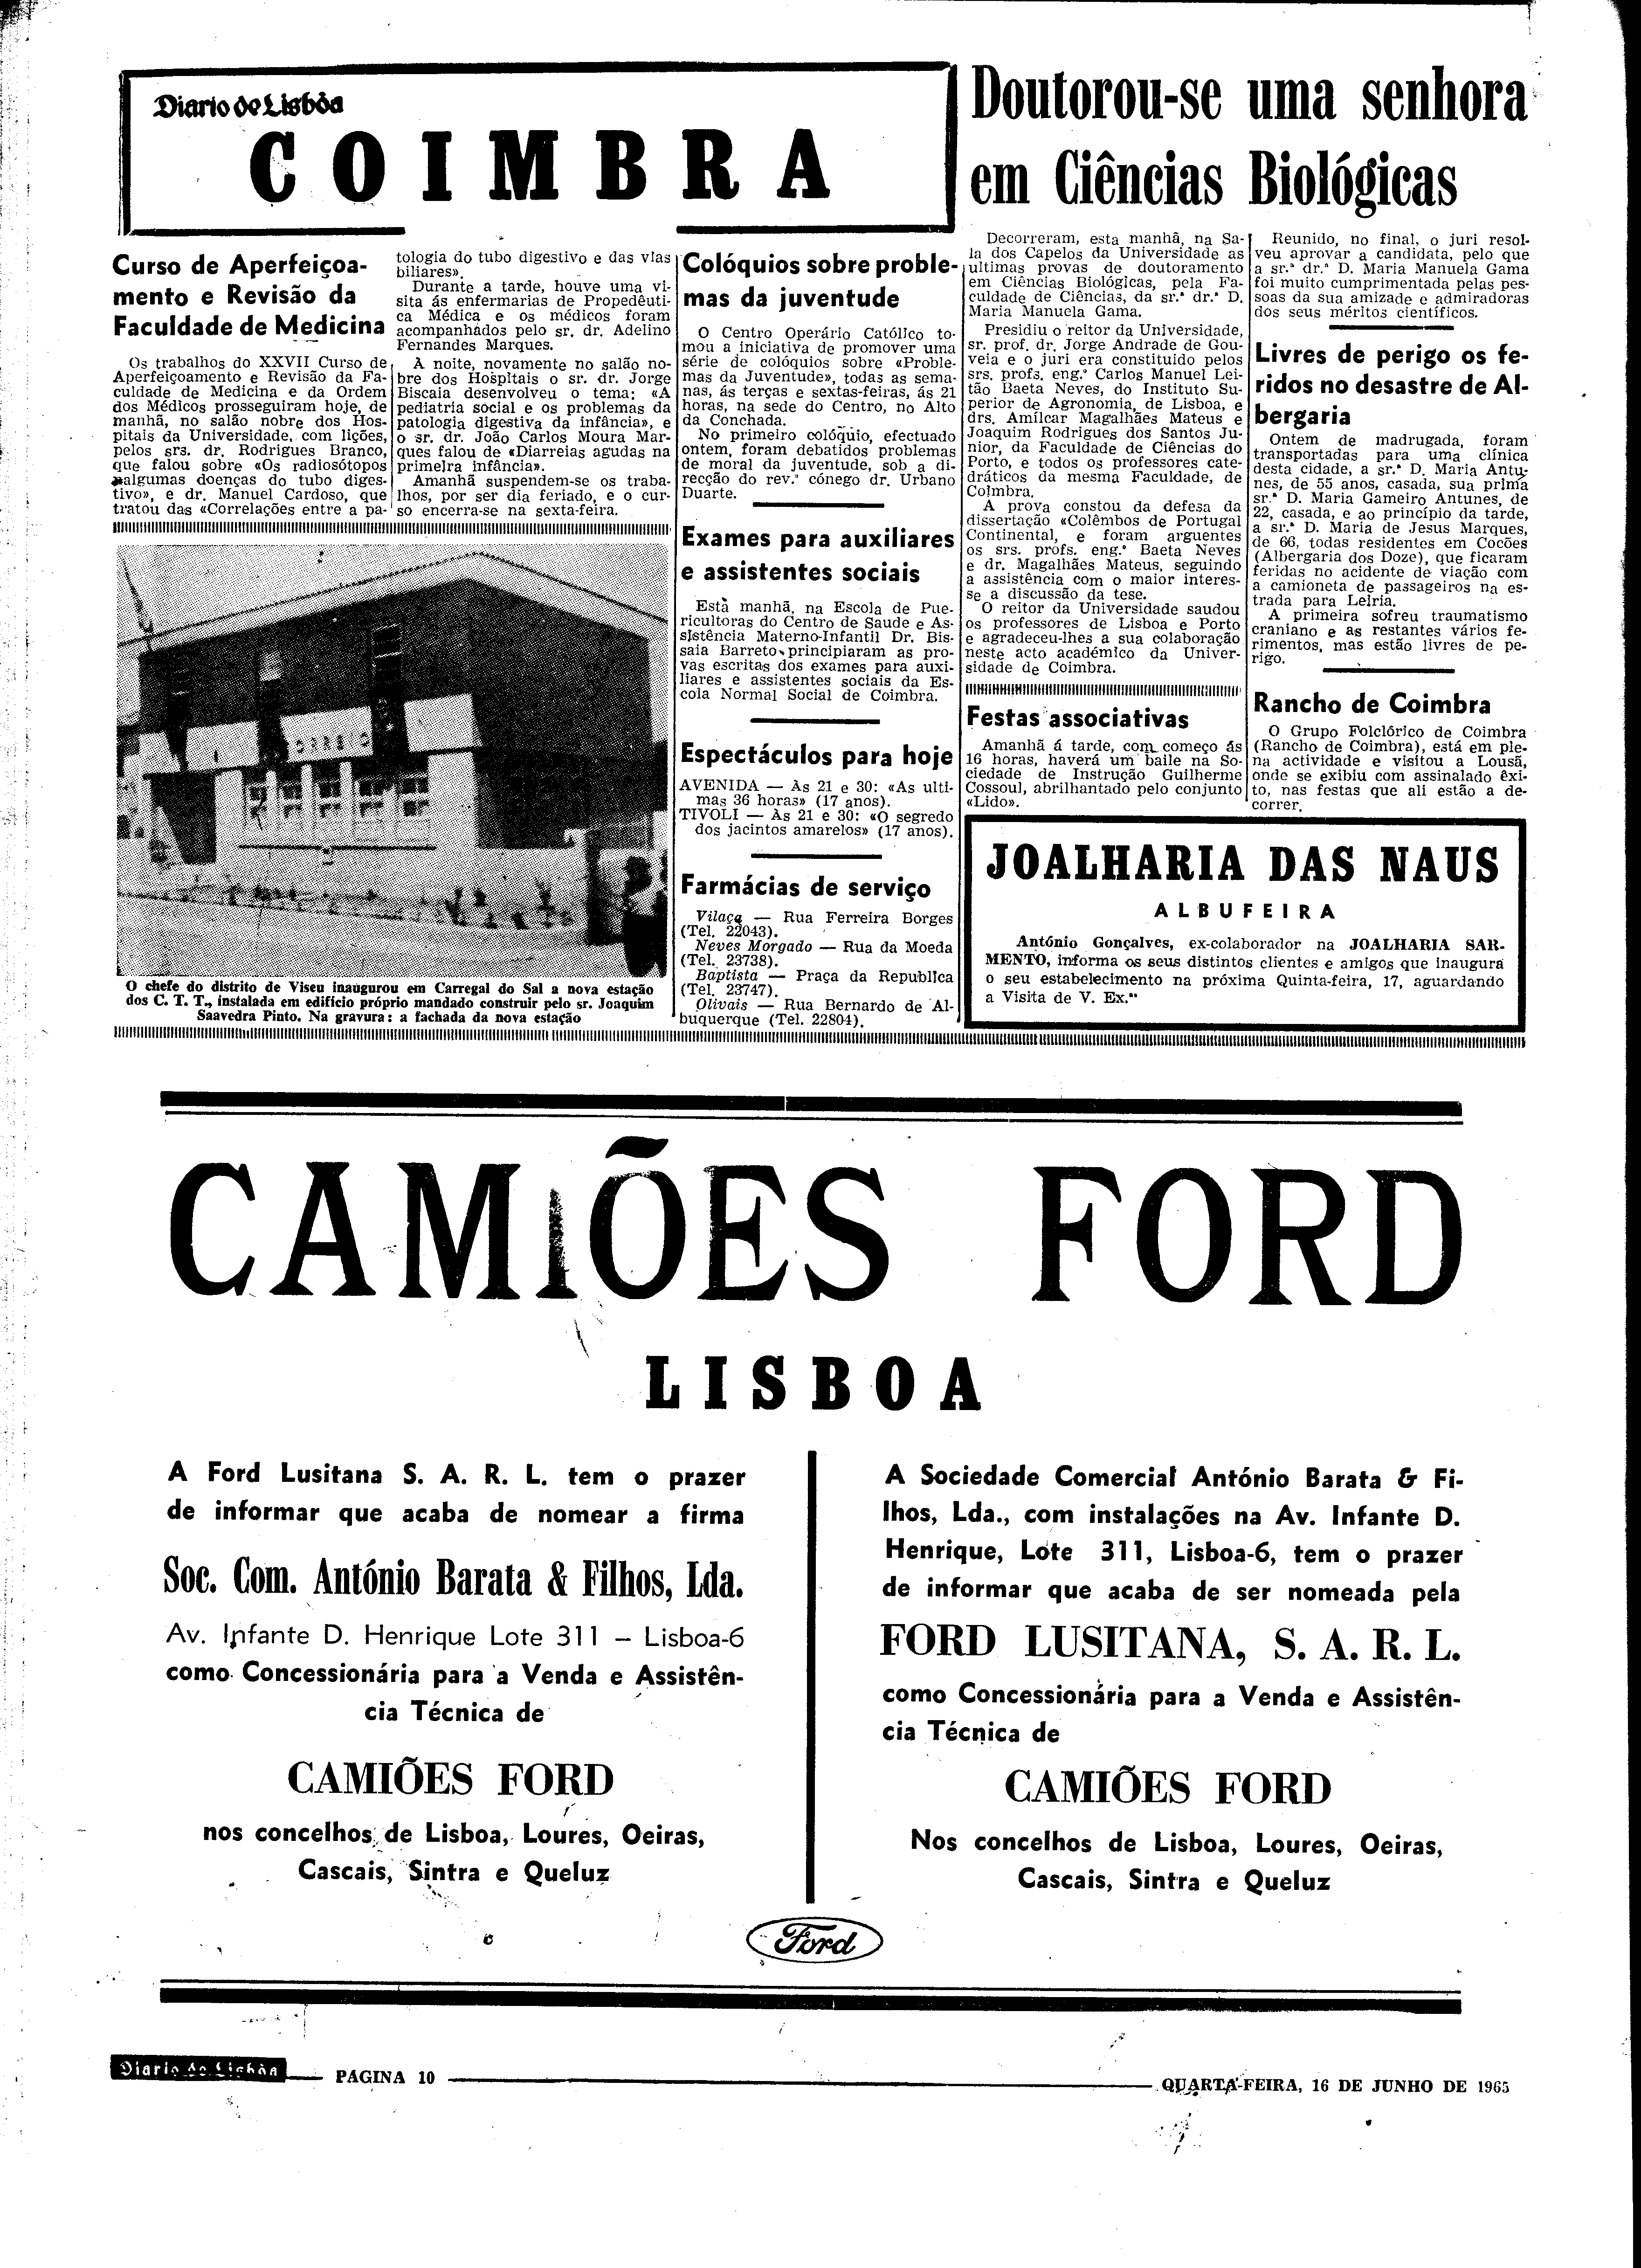 Diario de Lisbôa
COIMBRA
Curso de Aperfeiçoa-
mento e Revisão da
Faculdade de Medicina
Os trabalhos do XXVII Curso de
Aperfeiçoamento e Revisão da Fa-
culdade de Medicina e da Ordem
dos Médicos prosseguiram hoje, de
manhã, no salão nobre dos Hos-
pitais da Universidade, com lições,
pelos srs. dr. Rodrigues Branco,
que falou sobre «Os radiosótopos
algumas doenças do tubo diges-
tivo», e dr. Manuel Cardoso, que
tratou das «Correlações entre a pa-
tologia do tubo digestivo e das vias
biliares».
Durante a tarde, houve uma vi-
sita ás enfermarias de Propedêuti-
ca Médica e os médicos foram
acompanhados pelo sr. dr. Adelino
Fernandes Marques.
À noite, novamente no salão no-
bre dos Hospitais o sr. dr. Jorge
Biscaia desenvolveu o tema: «A
pediatria social e os problemas da
patologia digestiva da infância», e
o sr. dr. João Carlos Moura Mar-
ques falou de «Diarreias agudas na
primeira infância».
Amanhã suspendem-se os traba-
lhos, por ser dia feriado, e o cur-
so encerra-se na sexta-feira.
CORREIO
O chefe do distrito de Viseu inaugurou em Carregal do Sal a nova estação
dos C. T. T., instalada em edifício próprio mandado construir pelo sr. Joaquim
Saavedra Pinto. Na gravura: a fachada da nova estação
Colóquios sobre proble-
mas da juventude
O Centro Operário Católico to-
mou a iniciativa de promover uma
série de colóquios sobre «Proble-
mas da Juventude», todas as sema-
nas, ás terças e sextas-feiras, ás 21
horas, na sede do Centro, no Alto
da Conchada.
No primeiro colóquio, efectuado
ontem, foram debatidos problemas
de moral da juventude, sob a di-
recção do rev.º cónego dr. Urbano
Duarte.
Exames para auxiliares
e assistentes sociais
Está manhã, na Escola de Pue-
ricultoras do Centro de Saude e As-
sistência Materno-Infantil Dr. Bis-
saia Barreto principiaram as pro-
vas escritas dos exames para auxi-
liares e assistentes sociais da Es-
cola Normal Social de Coimbra.
Espectáculos para hoje
AVENIDA — Às 21 e 30: «As ulti-
mas 36 horas» (17 anos).
TIVOLI — As 21 e 30: «O segredo
dos jacintos amarelos» (17 anos).
Farmácias de serviço
Vilaça — Rua Ferreira Borges
(Tel. 22043).
Neves Morgado — Rua da Moeda
(Tel. 23738).
Baptista — Praça da Republica
(Tel. 23747).
Olivais — Rua Bernardo de Al-
buquerque (Tel. 22804).
Doutorou-se uma senhora
em Ciências Biológicas
Decorreram, esta manhã, na Sa-
la dos Capelos da Universidade as
ultimas provas de doutoramento
em Ciências Biológicas, pela Fa-
culdade de Ciências, da sr.ª dr.ª D.
Maria Manuela Gama.
Presidiu o reitor da Universidade,
sr. prof. dr. Jorge Andrade de Gou-
veia e o juri era constituido pelos
srs. profs. eng.º Carlos Manuel Lei-
tão Baeta Neves, do Instituto Su-
perior de Agronomia, de Lisboa, e
drs. Amílcar Magalhães Mateus e
Joaquim Rodrigues dos Santos Ju-
nior, da Faculdade de Ciências do
Porto, e todos os professores cate-
dráticos da mesma Faculdade, de
Coimbra.
A prova constou da defesa da
dissertação «Colêmbos de Portugal
Continental, e foram arguentes
os srs. profs. eng.º Baeta Neves
e dr. Magalhães Mateus, seguindo
a assistência com o maior interes-
se a discussão da tese.
O reitor da Universidade saudou
os professores de Lisboa e Porto
e agradeceu-lhes a sua colaboração
neste acto académico da Univer-
sidade de Coimbra.
Festas associativas
Amanhã á tarde, com começo ás
16 horas, haverá um baile na So-
ciedade de Instrução Guilherme
Cossoul, abrilhantado pelo conjunto
«Lido».
Reunido, no final, o juri resol-
veu aprovar a candidata, pelo que
a sr.ª dr.ª D. Maria Manuela Gama
foi muito cumprimentada pelas pes-
soas da sua amizade e admiradoras
dos seus méritos científicos.
Livres de perigo os fe-
ridos no desastre de Al-
bergaria
Ontem de madrugada, foram
transportadas para uma clínica
desta cidade, a sr.ª D. Maria Antu-
nes, de 55 anos, casada, sua prima
sr.ª D. Maria Gameiro Antunes, de
22, casada, e ao princípio da tarde,
a sr.ª D. Maria de Jesus Marques,
de 66, todas residentes em Cocões
(Albergaria dos Doze), que ficaram
feridas no acidente de viação com
a camioneta de passageiros na es-
trada para Leiria.
A primeira sofreu traumatismo
craniano e as restantes vários fe-
rimentos, mas estão livres de pe-
rigo.
Rancho de Coimbra
O Grupo Folclórico de Coimbra
(Rancho de Coimbra), está em ple-
na actividade e visitou a Lousã,
onde se exibiu com assinalado êxi-
to, nas festas que ali estão a de-
correr.
JOALHARIA DAS NAUS
ALBUFEIRA
António Gonçalves, ex-colaborador na JOALHARIA SAR-
MENTO, informa os seus distintos clientes e amigos que inaugura
o seu estabelecimento na próxima Quinta-feira, 17, aguardando
a Visita de V. Ex.ªs
CAMIÕES FORD
LISBOA
A Ford Lusitana S. A. R. L. tem o prazer
de informar que acaba de nomear a firma
Soc. Com. António Barata & Filhos, Lda.
Av. Infante D. Henrique Lote 311 – Lisboa-6
como Concessionária para a Venda e Assistên-
cia Técnica de
CAMIÕES FORD
nos concelhos de Lisboa, Loures, Oeiras,
Cascais, Sintra e Queluz
A Sociedade Comercial António Barata & Fi-
lhos, Lda., com instalações na Av. Infante D.
Henrique, Lote 311, Lisboa-6, tem o prazer
de informar que acaba de ser nomeada pela
FORD LUSITANA, S. A. R. L.
como Concessionária para a Venda e Assistên-
cia Técnica de
CAMIÕES FORD
Nos concelhos de Lisboa, Loures, Oeiras,
Cascais, Sintra e Queluz
Ford
Diario de Lisbôa
PAGINA 10
QUARTA-FEIRA, 16 DE JUNHO DE 1965